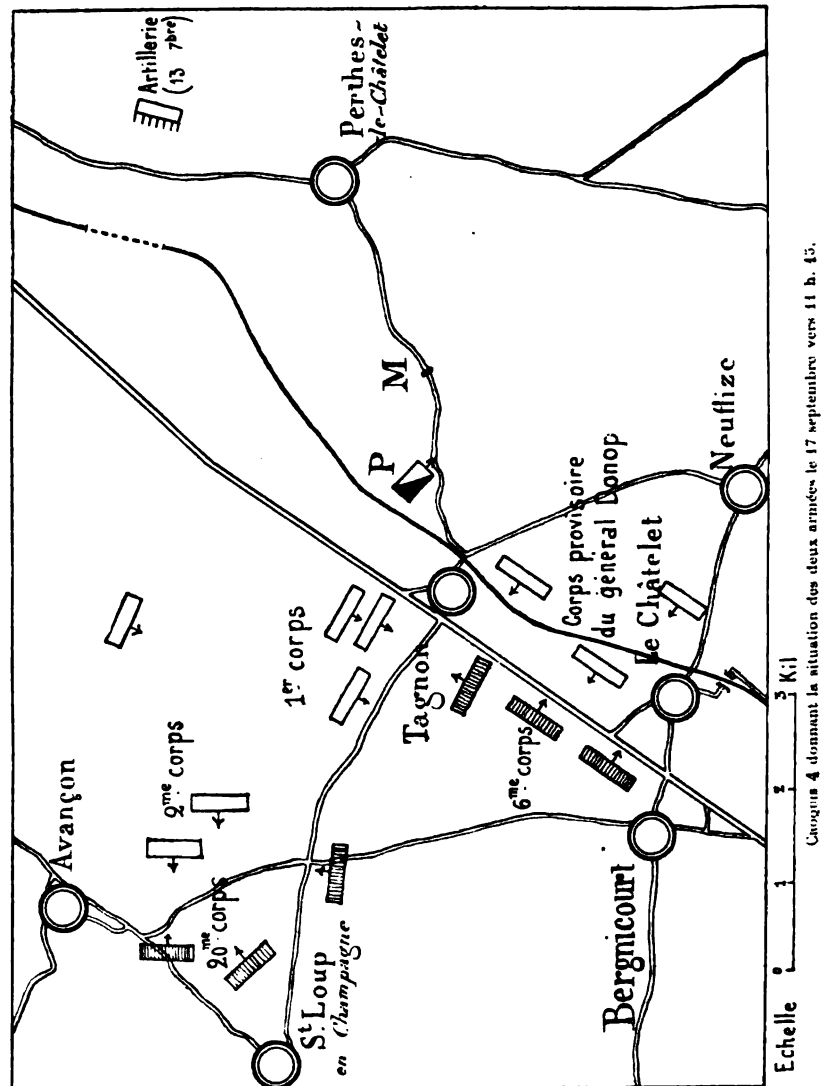 Avançon
St Loup
en Champagne
20me corps
2me corps
1er corps
Tagnon
6me corps
Bergnicourt
Le Châtelet
Corps provisoire
du général Donop
Neuflize
P
M
Perthes-
le-Châtelet
Artillerie
(13 7bre)
Echelle 0 1 2 3 Kil
Croquis 4 donnant la situation des deux armées le 17 septembre vers 11 h. 45.